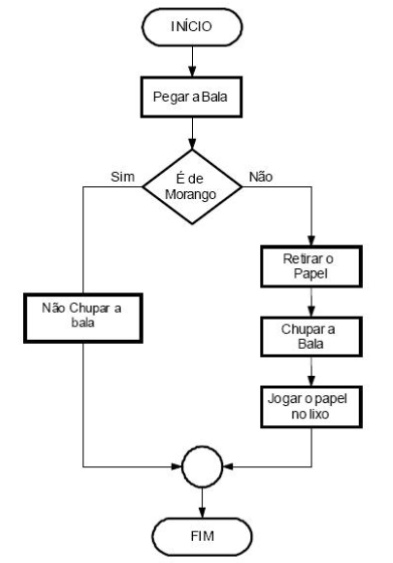 INÍCIO
Pegar a Bala
Sim
É de
Morango
Não
Retirar o
Papel
Não Chupar a
bala
Chupar a
Bala
Jogar o papel
no lixo
FIM